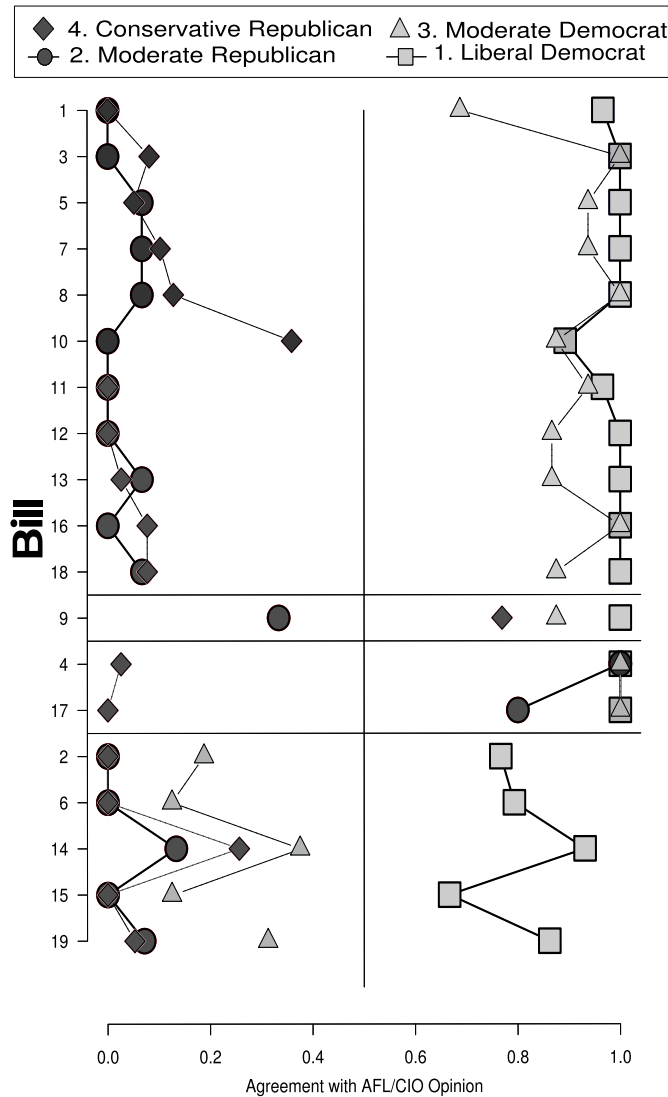 4. Conservative Republican
3. Moderate Democrat
2. Moderate Republican
1. Liberal Democrat
1
3
5
7
8
10
11
12
13
16
18
9
4
17
2
6
14
15
19
Bill
0.0 0.2 0.4 0.6 0.8 1.0
Agreement with AFL/CIO Opinion